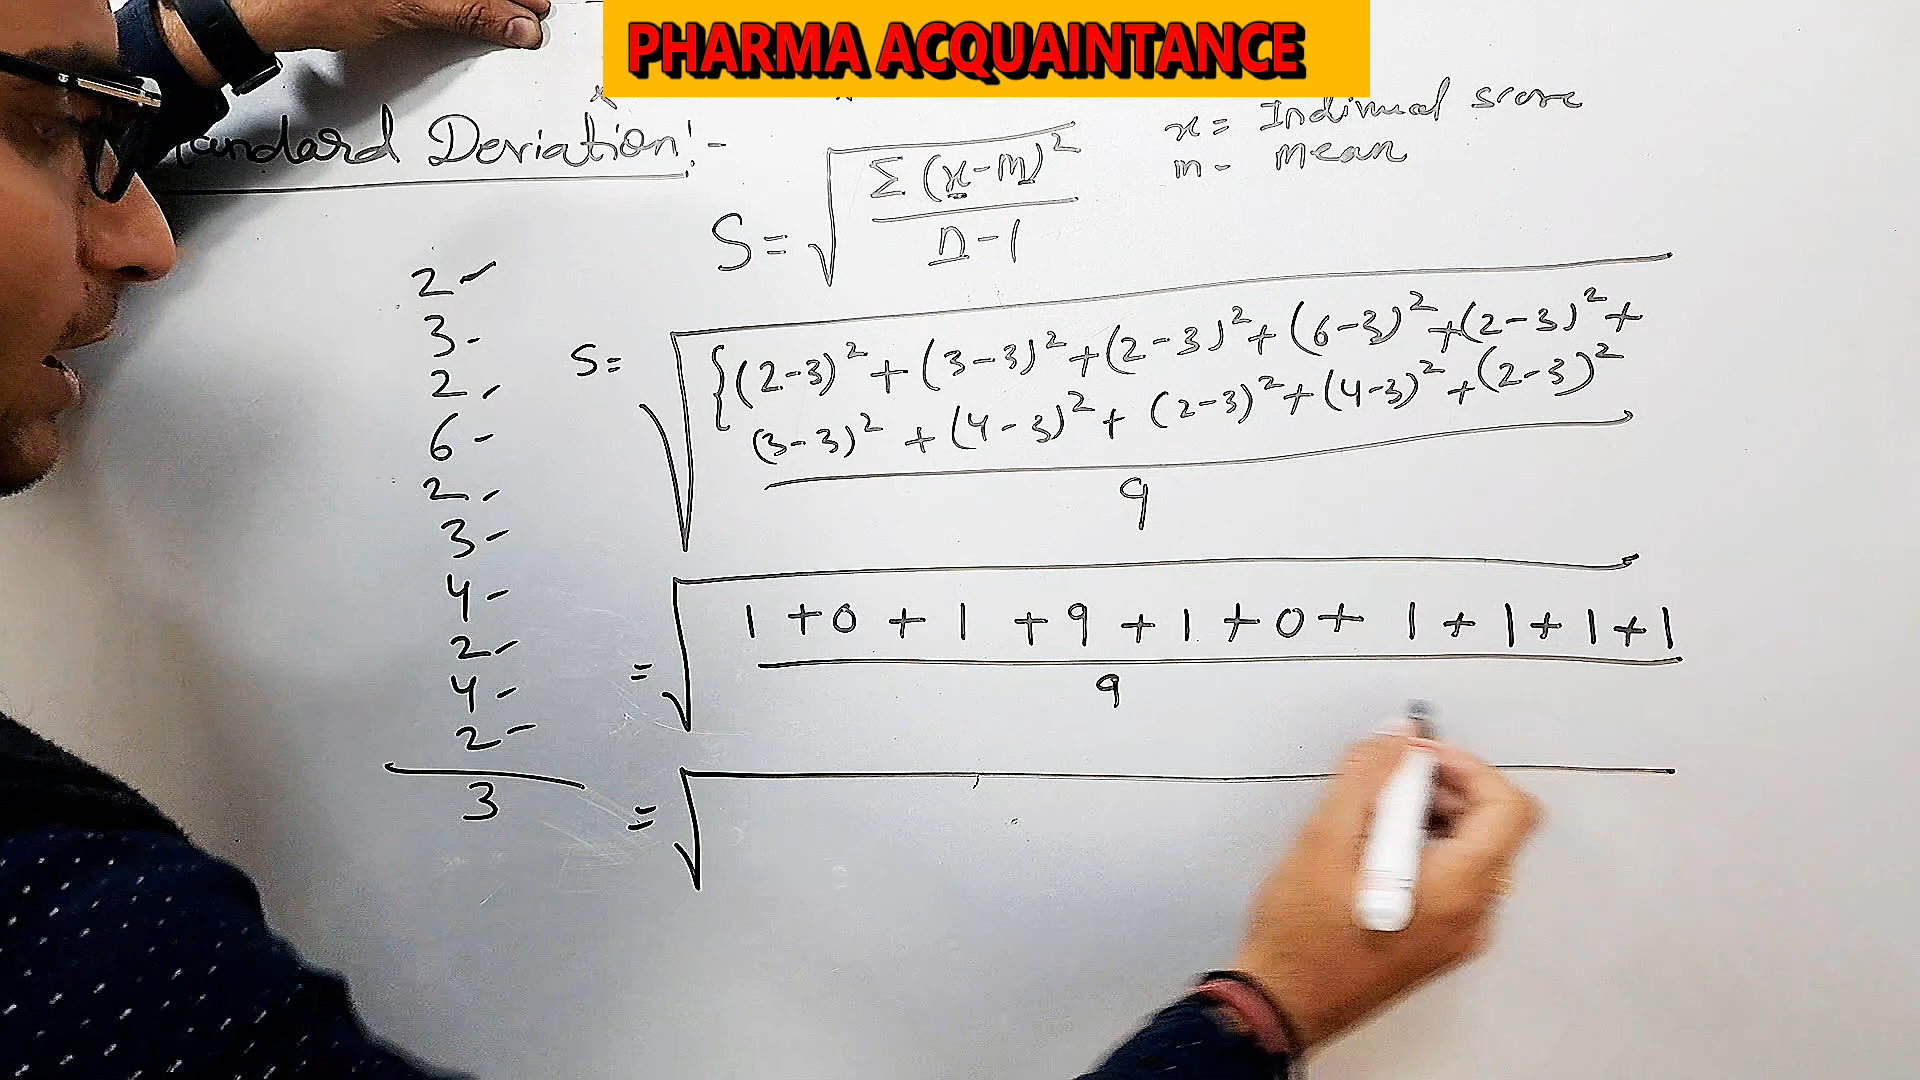 PHARMA ACQUAINTANCE
x = Indivual score
m - mean
tandard Deviation:-
S = √ Σ (x-m)²
n-1
2 -
3 -
2 -
6 -
2 -
3 -
4 -
2 -
4 -
2 -
3
S = √ {(2-3)² + (3-3)² + (2-3)² + (6-3)² + (2-3)² +
(3-3)² + (4-3)² + (2-3)² + (4-3)² + (2-3)²
9
= √ 1 + 0 + 1 + 9 + 1 + 0 + 1 + 1 + 1 + 1
9
= √